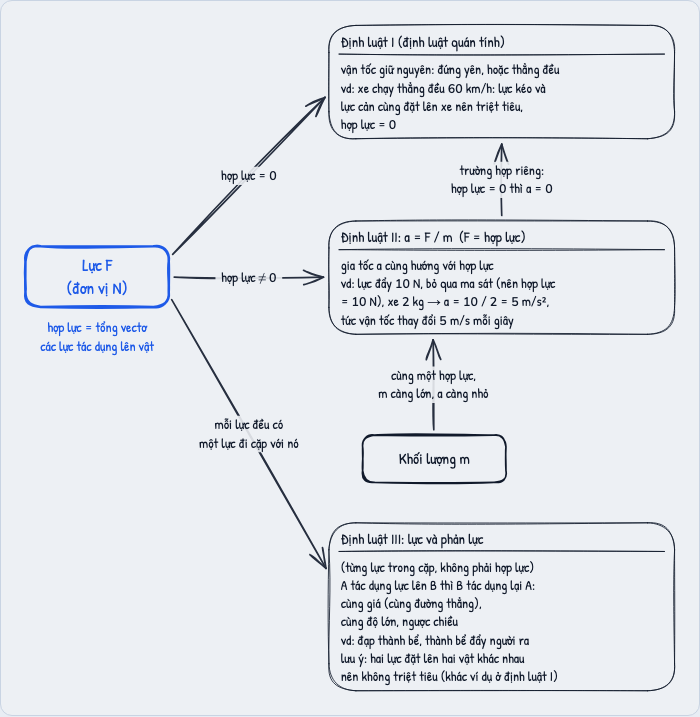 Định luật I (định luật quán tính)
vận tốc giữ nguyên: đứng yên, hoặc thẳng đều
vd: xe chạy thẳng đều 60 km/h: lực kéo và
lực cản cùng đặt lên xe nên triệt tiêu,
hợp lực = 0
hợp lực = 0
trường hợp riêng:
hợp lực = 0 thì a = 0
Định luật II: a = F / m (F = hợp lực)
gia tốc a cùng hướng với hợp lực
vd: lực đẩy 10 N, bỏ qua ma sát (nên hợp lực
= 10 N), xe 2 kg → a = 10 / 2 = 5 m/s²,
tức vận tốc thay đổi 5 m/s mỗi giây
Lực F
(đơn vị N)
hợp lực ≠ 0
hợp lực = tổng vectơ
các lực tác dụng lên vật
cùng một hợp lực,
m càng lớn, a càng nhỏ
mỗi lực đều có
một lực đi cặp với nó
Khối lượng m
Định luật III: lực và phản lực
(từng lực trong cặp, không phải hợp lực)
A tác dụng lực lên B thì B tác dụng lại A:
cùng giá (cùng đường thẳng),
cùng độ lớn, ngược chiều
vd: đạp thành bể, thành bể đẩy người ra
lưu ý: hai lực đặt lên hai vật khác nhau
nên không triệt tiêu (khác ví dụ ở định luật I)